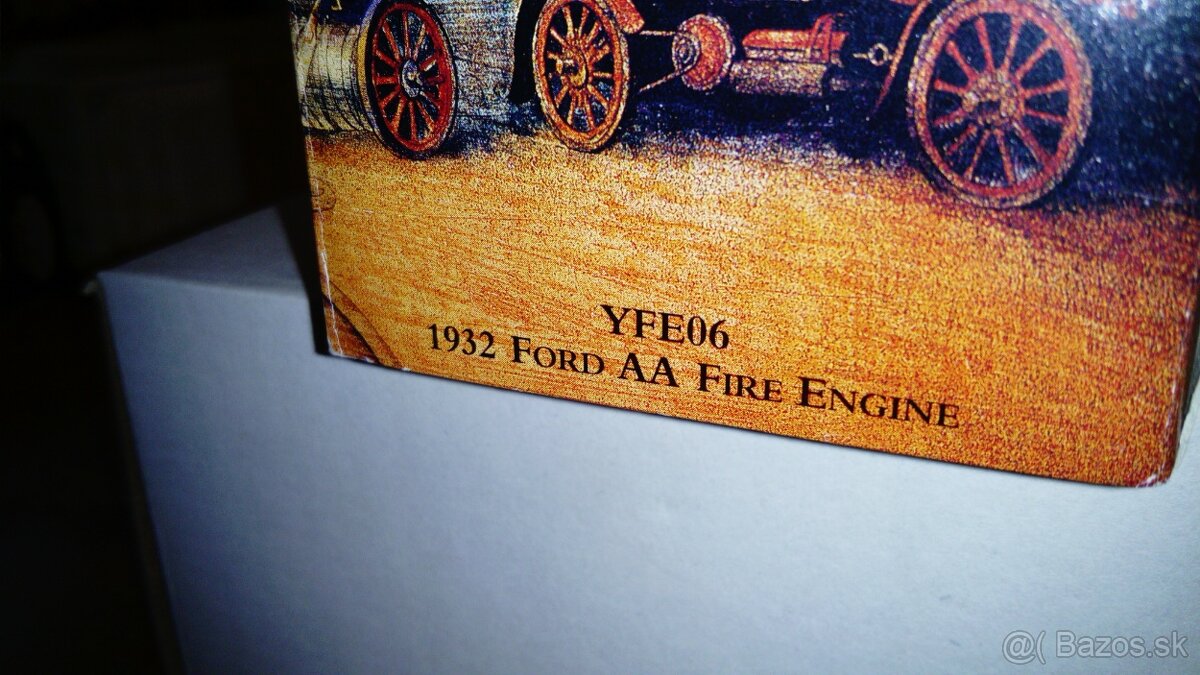 YFE06
1932 FORD AA FIRE ENGINE
@( Bazos.sk